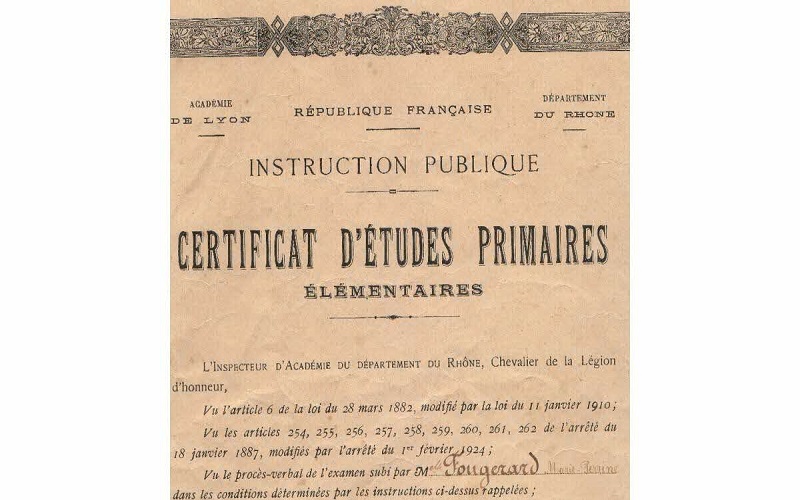 ACADÉMIE
DE LYON
RÉPUBLIQUE FRANÇAISE
DÉPARTEMENT
DU RHONE
INSTRUCTION PUBLIQUE
CERTIFICAT D'ÉTUDES PRIMAIRES
ÉLÉMENTAIRES
L'INSPECTEUR D'ACADÉMIE DU DÉPARTEMENT DU RHÔNE, Chevalier de la Légion
d'honneur,
Vu l'article 6 de la loi du 28 mars 1882, modifié par la loi du 11 janvier 1910 ;
Vu les articles 254, 255, 256, 257, 258, 259, 260, 261, 262 de l'arrêté du
18 janvier 1887, modifiés par l'arrêté du 1er février 1924 ;
Vu le procès-verbal de l'examen subi par Mlle Fougerard Marie
dans les conditions déterminées par les instructions ci-dessus rappelées ;